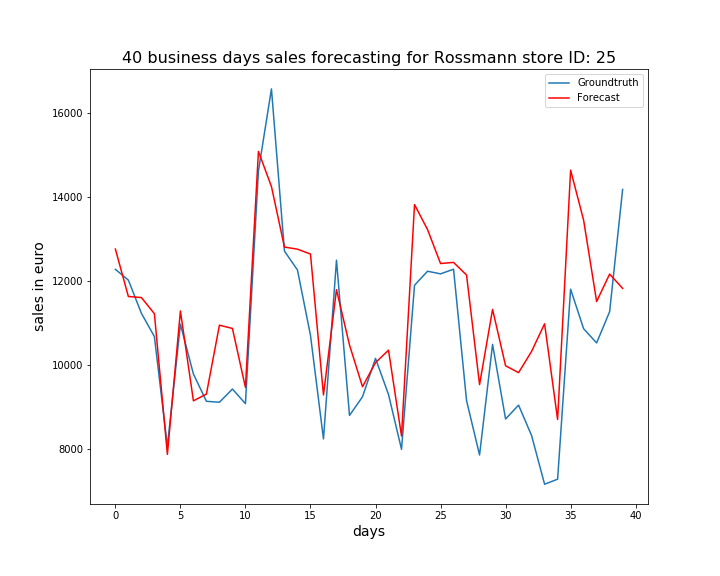 40 business days sales forecasting for Rossmann store ID: 25
Groundtruth
Forecast
sales in euro
16000
14000
12000
10000
8000
0 5 10 15 20 25 30 35 40
days